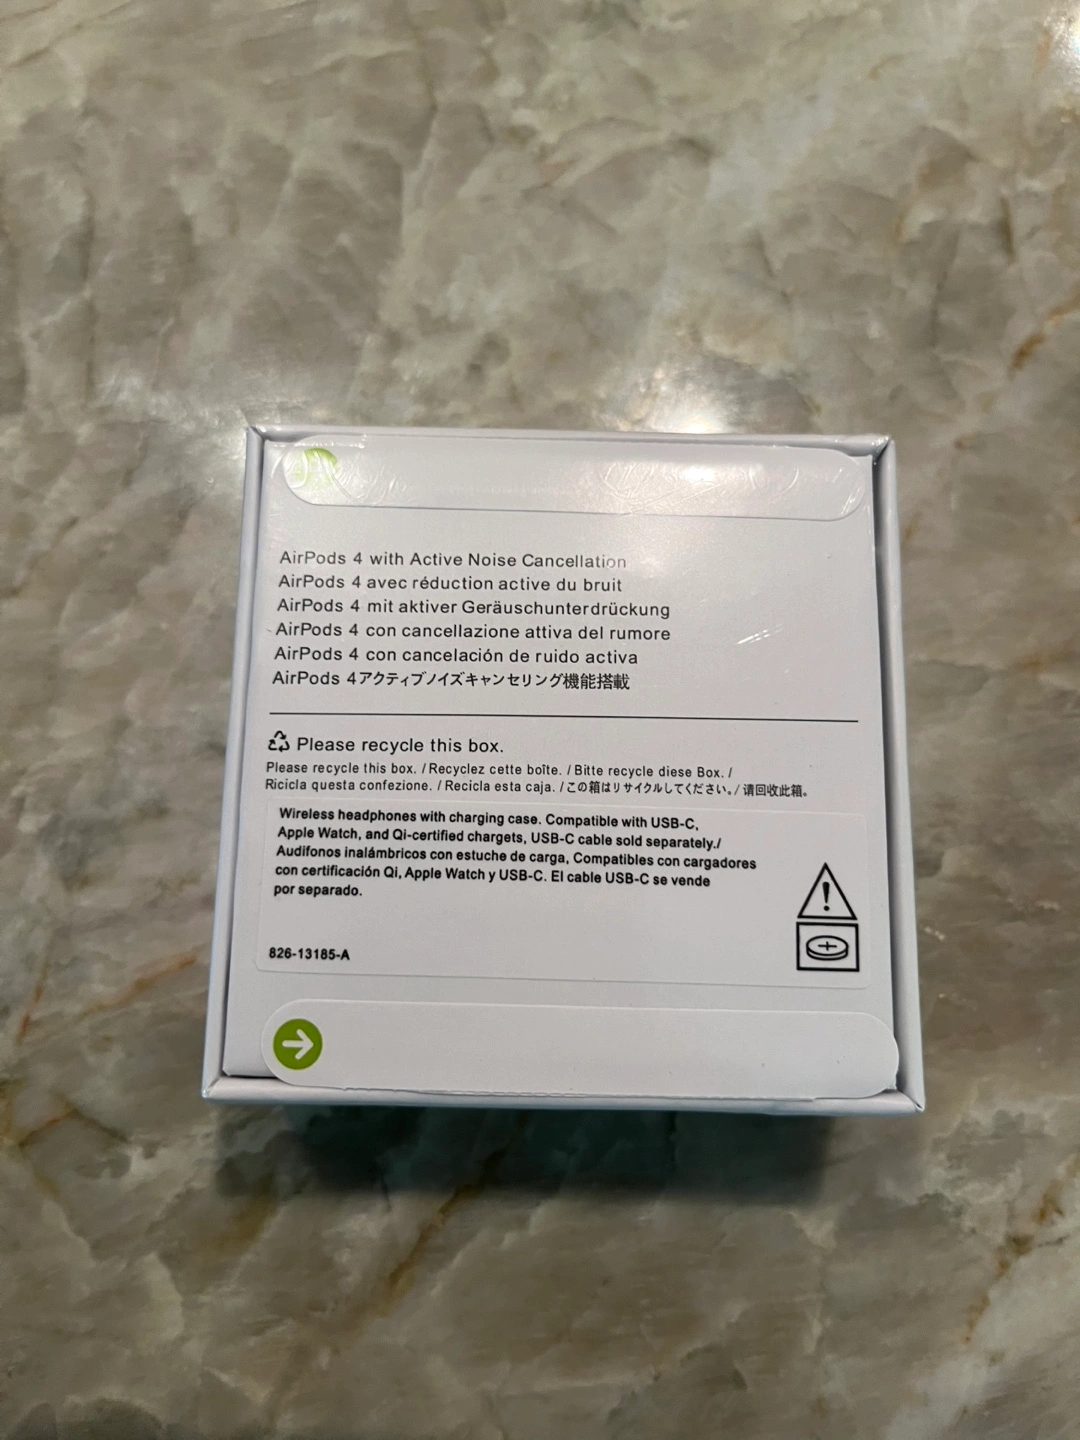 AirPods 4 with Active Noise Cancellation
AirPods 4 avec réduction active du bruit
AirPods 4 mit aktiver Geräuschunterdrückung
AirPods 4 con cancellazione attiva del rumore
AirPods 4 con cancelación de ruido activa
AirPods 4アクティブノイズキャンセリング機能搭載
Please recycle this box.
Please recycle this box. / Recyclez cette boîte. / Bitte recycle diese Box. /
Ricicla questa confezione. / Recicla esta caja. / この箱はリサイクルしてください。/ 请回收此箱。
Wireless headphones with charging case. Compatible with USB-C,
Apple Watch, and Qi-certified chargets, USB-C cable sold separately./
Audífonos inalámbricos con estuche de carga, Compatibles con cargadores
con certificación Qi, Apple Watch y USB-C. El cable USB-C se vende
por separado.
826-13185-A